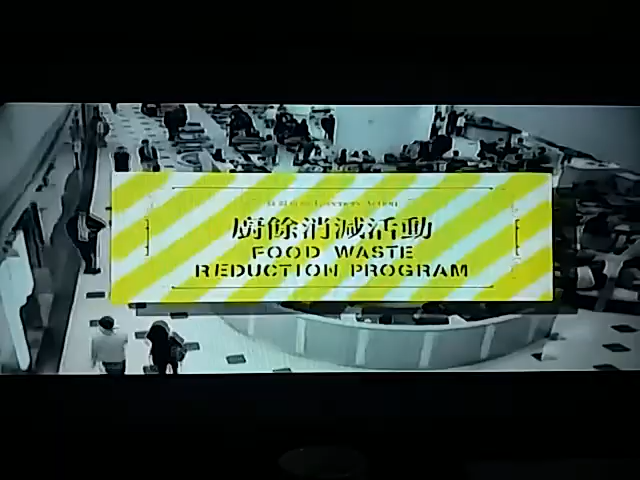 廚餘消減活動
FOOD WASTE
REDUCTION PROGRAM